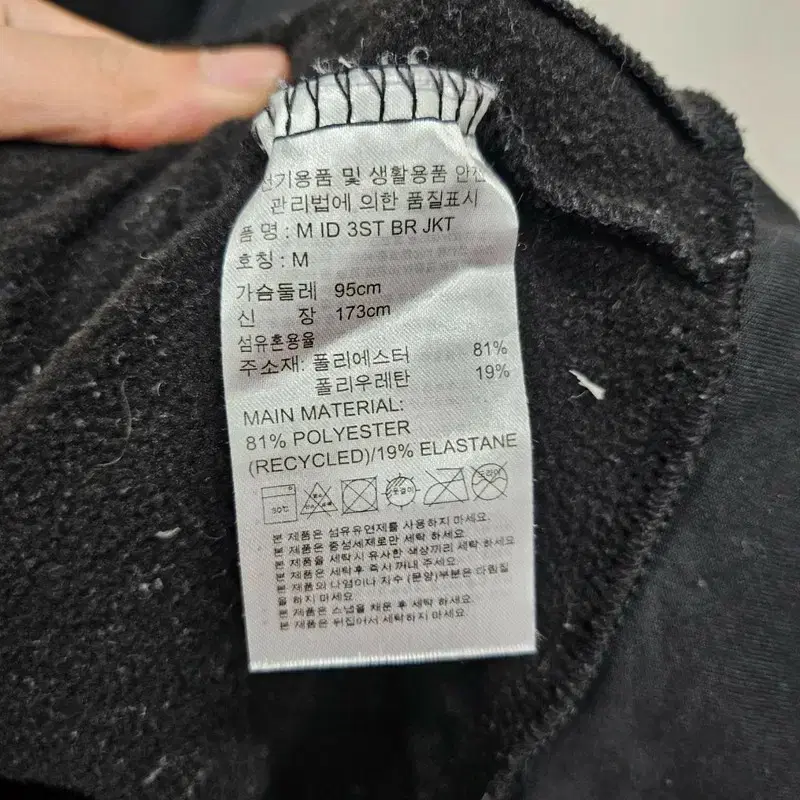 전기용품 및 생활용품 안전
관리법에 의한 품질표시
품 명 : M ID 3ST BR JKT
호칭 : M
가슴둘레 95cm
신 장 173cm
섬유혼용율
주소재: 폴리에스터 81%
폴리우레탄 19%
MAIN MATERIAL:
81% POLYESTER
(RECYCLED)/19% ELASTANE
30℃ 드라이
본 제품은 섬유유연제를 사용하지 마세요.
본 제품은 중성세제로만 세탁 하세요.
본 제품을 세탁시 유사한 색상끼리 세탁 하세요
본 제품은 세탁후 즉시 꺼내 주세요.
본 제품의 나염이나 자수 (문양)부분은 다림질
을 하지 마세요
본 제품은 스냅을 채운 후 세탁 하세요.
본 제품은 뒤집어서 세탁하지 마세요.